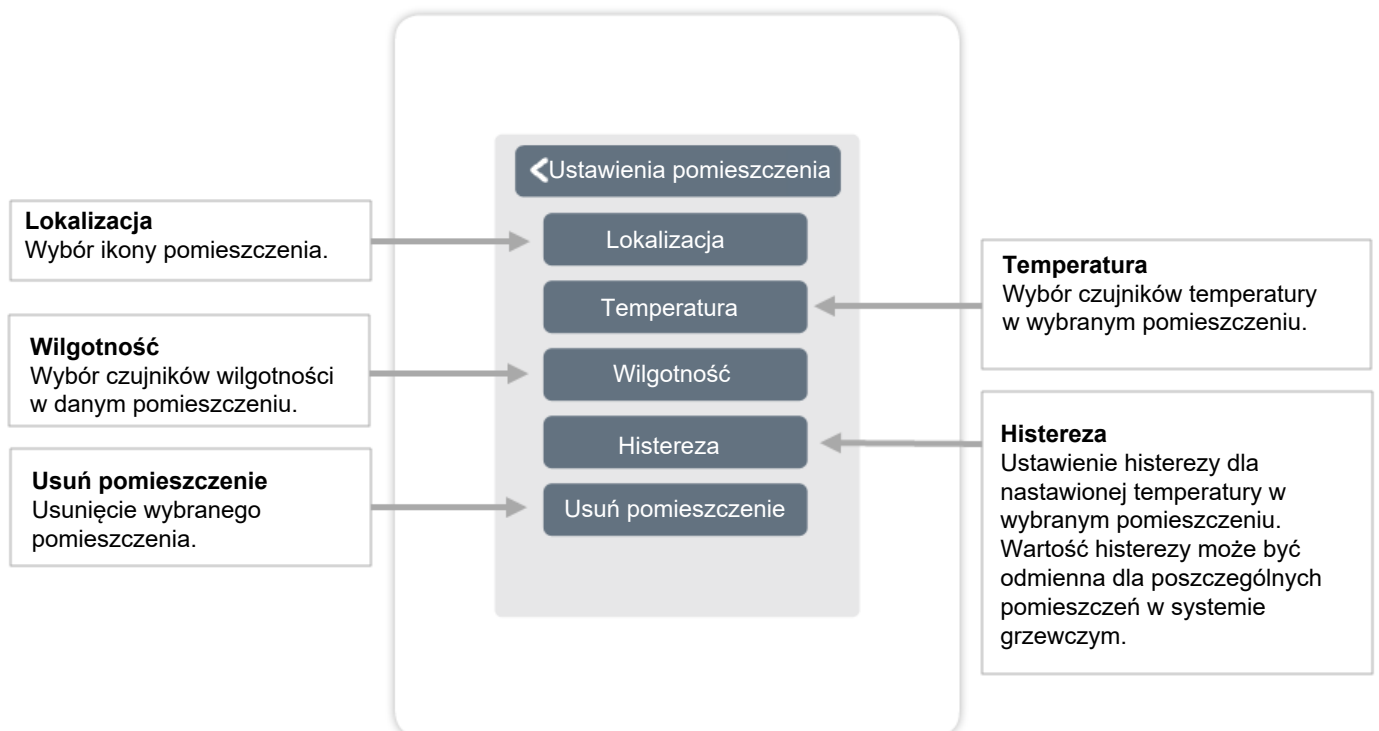 Ustawienia pomieszczenia
Lokalizacja
Wybór ikony pomieszczenia.
Wilgotność
Wybór czujników wilgotności
w danym pomieszczeniu.
Usuń pomieszczenie
Usunięcie wybranego
pomieszczenia.
Lokalizacja
Temperatura
Wilgotność
Histereza
Usuń pomieszczenie
Temperatura
Wybór czujników temperatury
w wybranym pomieszczeniu.
Histereza
Ustawienie histerezy dla
nastawionej temperatury w
wybranym pomieszczeniu.
Wartość histerezy może być
odmienna dla poszczególnych
pomieszczeń w systemie
grzewczym.